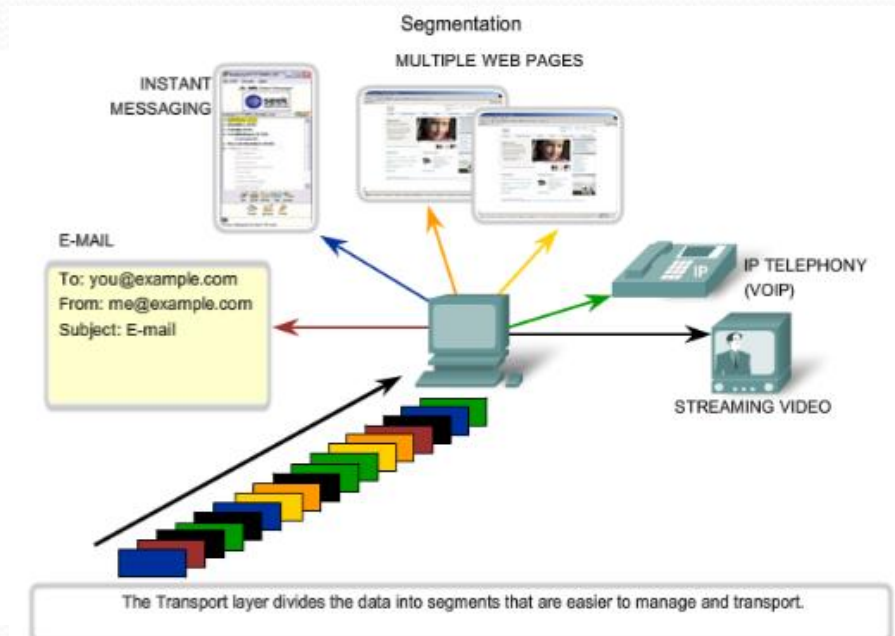 Segmentation
MULTIPLE WEB PAGES
INSTANT
MESSAGING
E-MAIL
To: you@example.com
From: me@example.com
Subject: E-mail
IP
IP TELEPHONY
(VOIP)
STREAMING VIDEO
The Transport layer divides the data into segments that are easier to manage and transport.